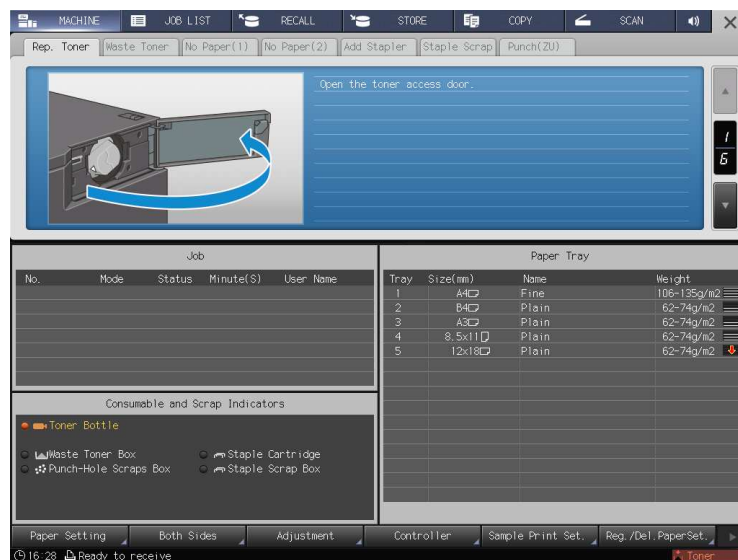 MACHINE JOB LIST RECALL STORE COPY SCAN
Rep. Toner Waste Toner No Paper(1) No Paper(2) Add Stapler Staple Scrap Punch(ZU)
Open the toner access door.
1
6
Job
No. Mode Status Minute(S) User Name
Paper Tray
Tray Size(mm) Name Weight
1 A4 Fine 106-135g/m2
2 B4 Plain 62-74g/m2
3 A3 Plain 62-74g/m2
4 8.5x11 Plain 62-74g/m2
5 12x18 Plain 62-74g/m2
Consumable and Scrap Indicators
Toner Bottle
Waste Toner Box Staple Cartridge
Punch-Hole Scraps Box Staple Scrap Box
Paper Setting Both Sides Adjustment Controller Sample Print Set. Reg./Del.PaperSet.
16:28 Ready to receive Toner